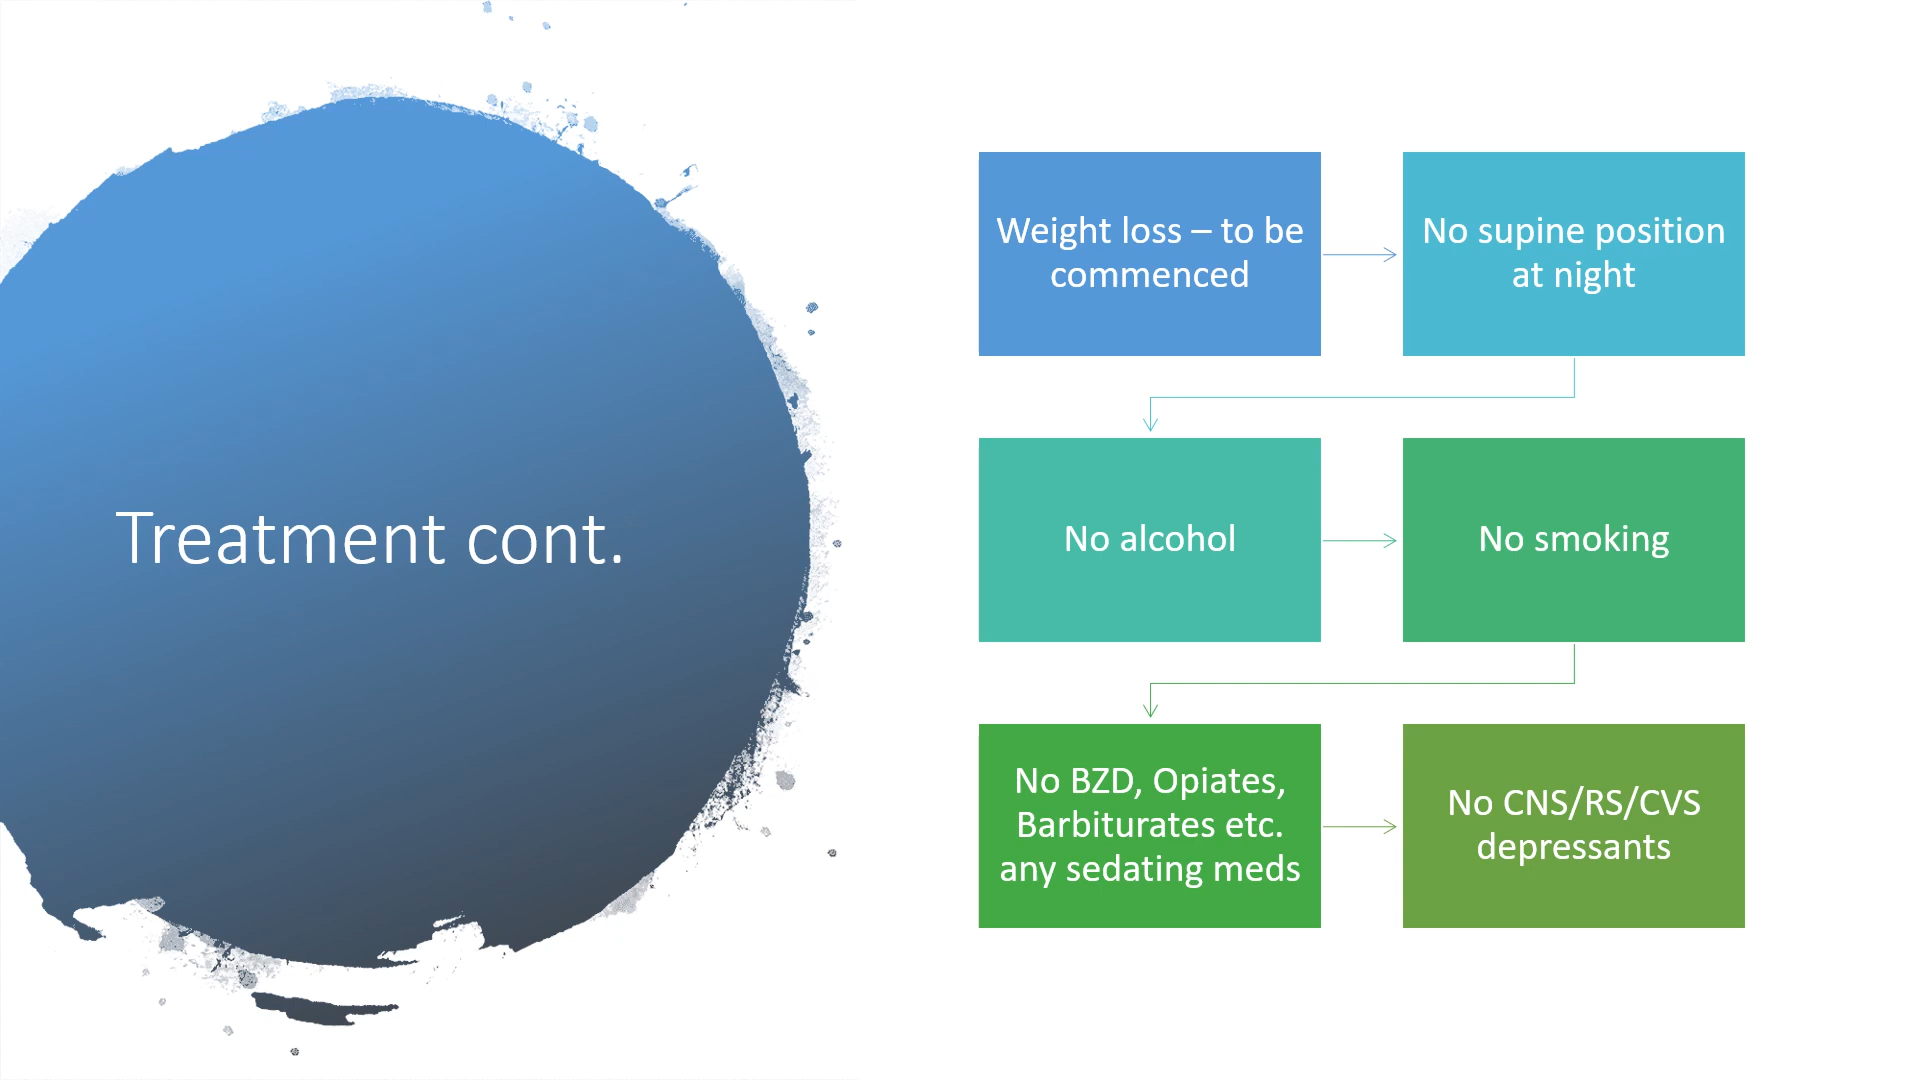 Treatment cont.
Weight loss – to be
commenced
No supine position
at night
No alcohol
No smoking
No BZD, Opiates,
Barbiturates etc.
any sedating meds
No CNS/RS/CVS
depressants